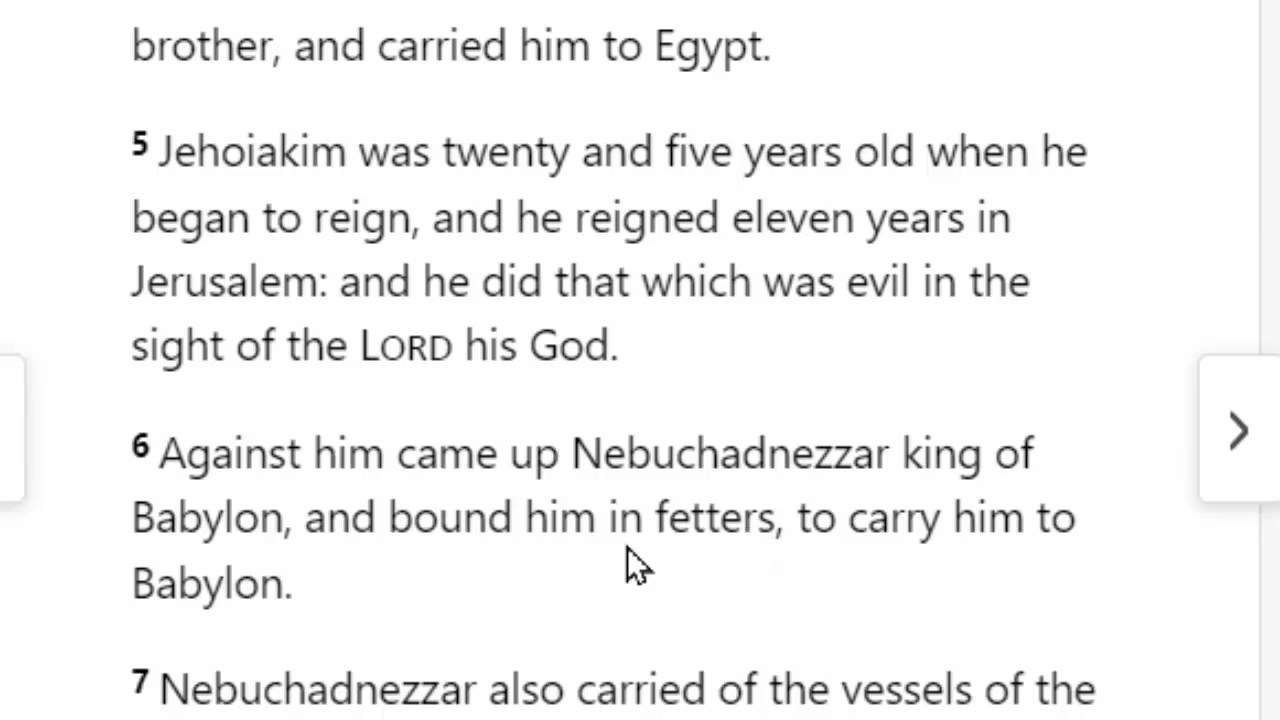 brother, and carried him to Egypt.
5 Jehoiakim was twenty and five years old when he
began to reign, and he reigned eleven years in
Jerusalem: and he did that which was evil in the
sight of the LORD his God.
6 Against him came up Nebuchadnezzar king of
Babylon, and bound him in fetters, to carry him to
Babylon.
7 Nebuchadnezzar also carried of the vessels of the